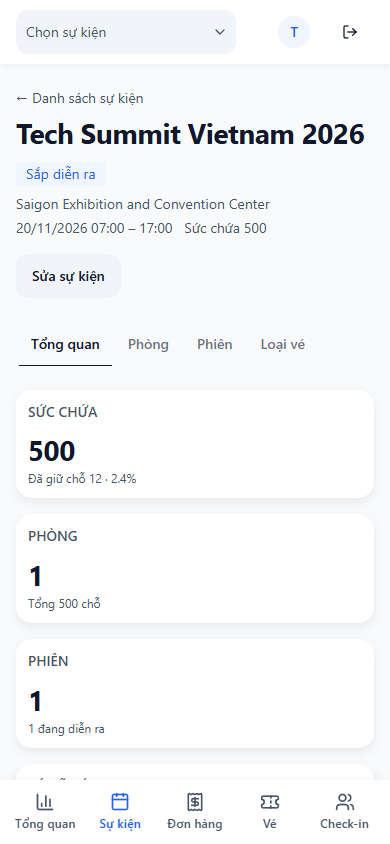 Chọn sự kiện
T
← Danh sách sự kiện
Tech Summit Vietnam 2026
Sắp diễn ra
Saigon Exhibition and Convention Center
20/11/2026 07:00 – 17:00 Sức chứa 500
Sửa sự kiện
Tổng quan Phòng Phiên Loại vé
SỨC CHỨA
500
Đã giữ chỗ 12 · 2.4%
PHÒNG
1
Tổng 500 chỗ
PHIÊN
1
1 đang diễn ra
Tổng quan Sự kiện Đơn hàng Vé Check-in